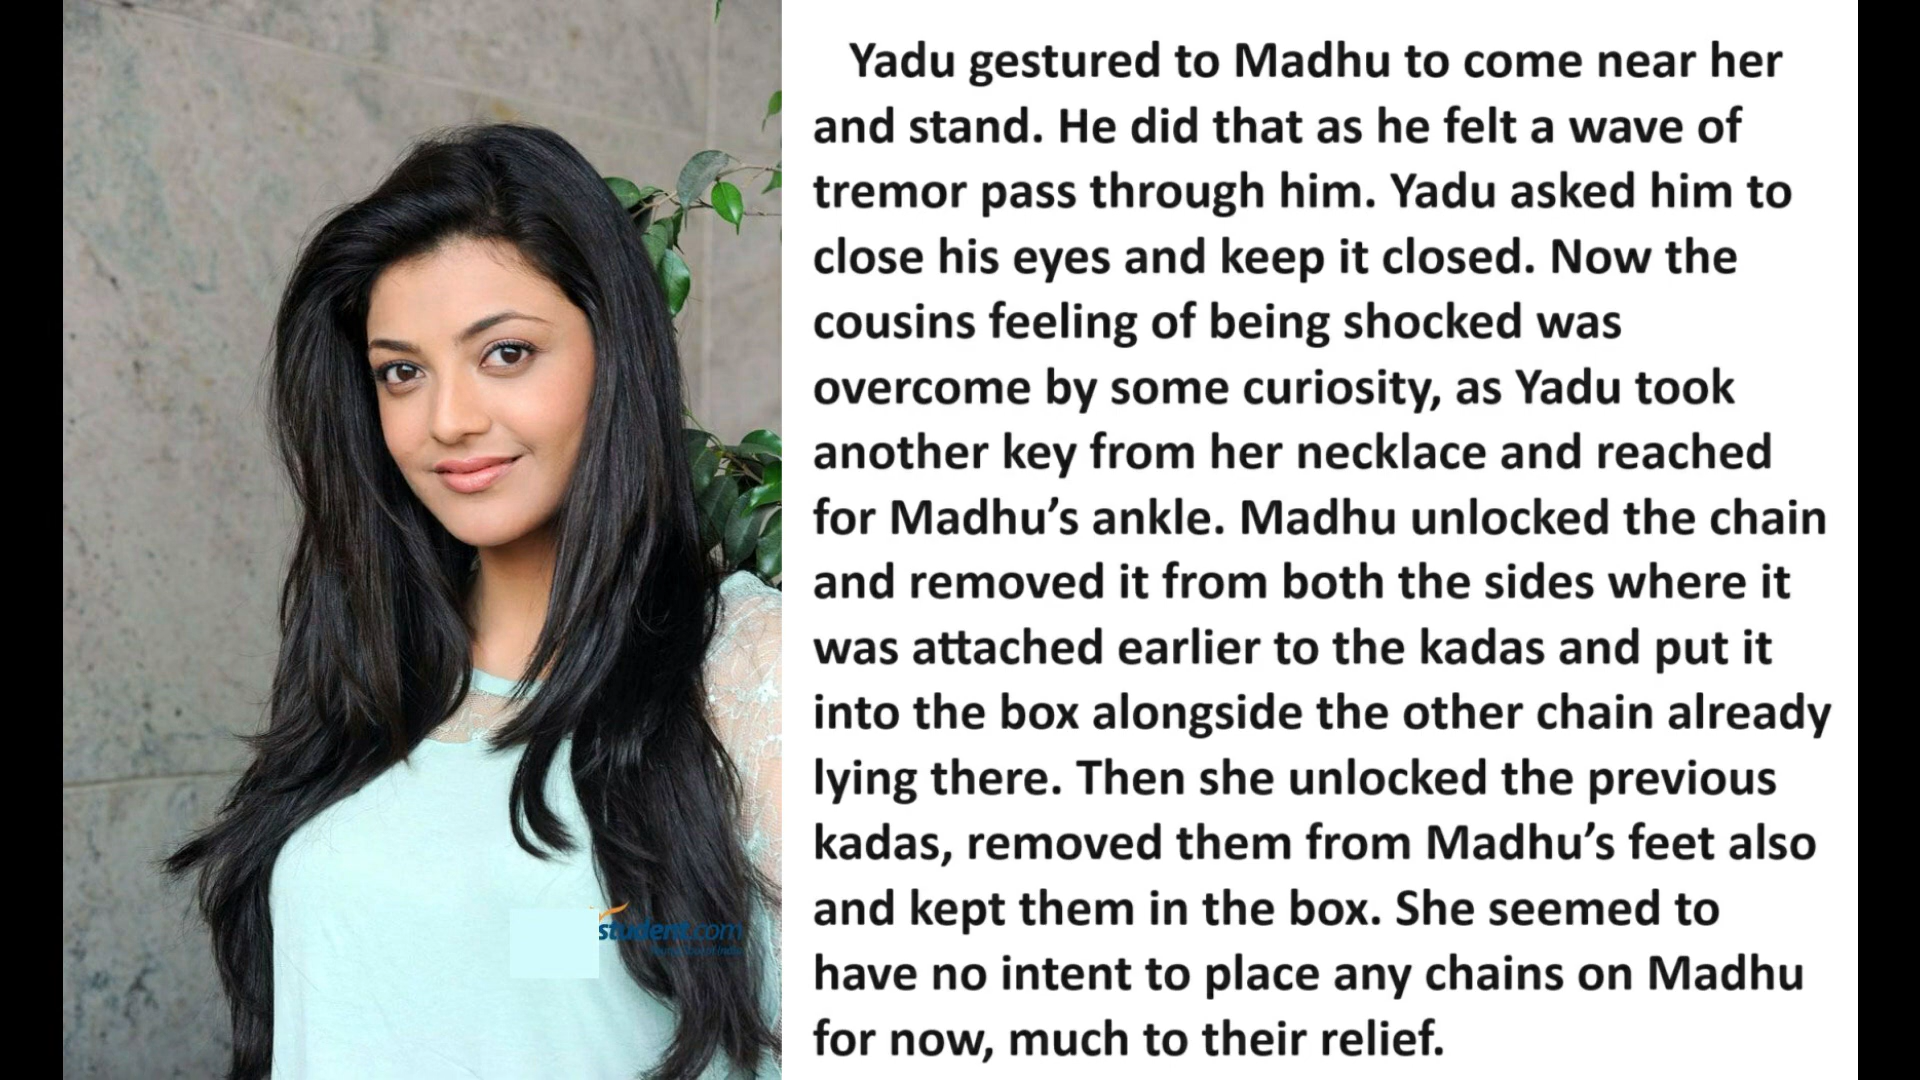 Yadu gestured to Madhu to come near her
and stand. He did that as he felt a wave of
tremor pass through him. Yadu asked him to
close his eyes and keep it closed. Now the
cousins feeling of being shocked was
overcome by some curiosity, as Yadu took
another key from her necklace and reached
for Madhu’s ankle. Madhu unlocked the chain
and removed it from both the sides where it
was attached earlier to the kadas and put it
into the box alongside the other chain already
lying there. Then she unlocked the previous
kadas, removed them from Madhu’s feet also
and kept them in the box. She seemed to
have no intent to place any chains on Madhu
for now, much to their relief.
student.com